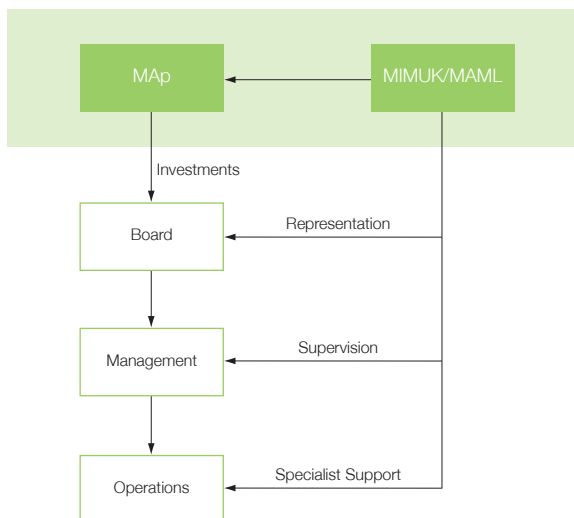 MAp
MIMUK/MAML
Investments
Board
Representation
Management
Supervision
Operations
Specialist Support